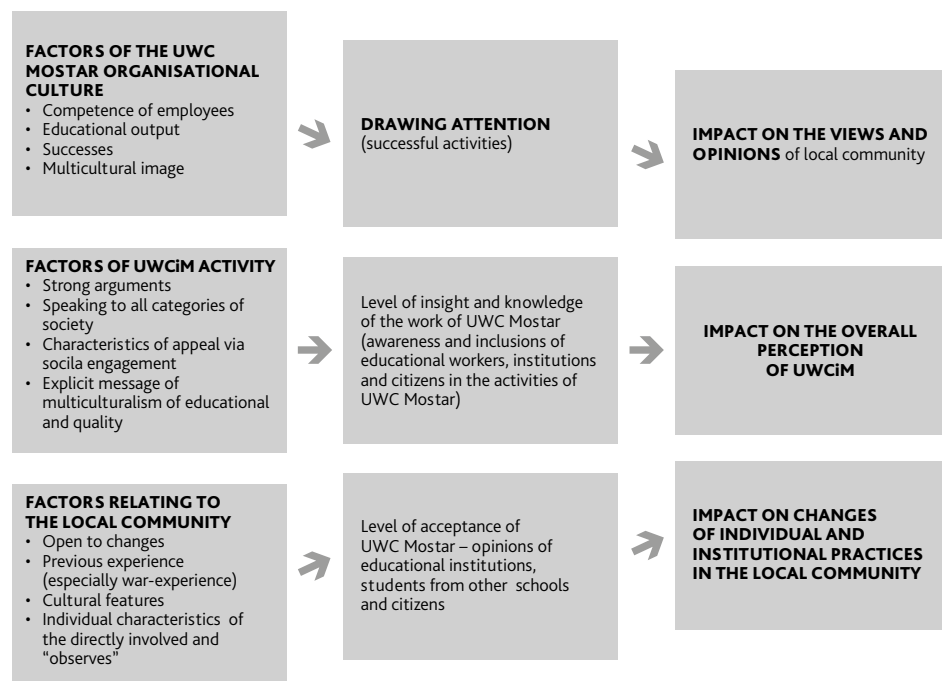 FACTORS OF THE UWC
MOSTAR ORGANISATIONAL
CULTURE
• Competence of employees
• Educational output
• Successes
• Multicultural image
DRAWING ATTENTION
(successful activities)
IMPACT ON THE VIEWS AND
OPINIONS of local community
FACTORS OF UWCiM ACTIVITY
• Strong arguments
• Speaking to all categories of
society
• Characteristics of appeal via
socila engagement
• Explicit message of
multiculturalism of educational
and quality
Level of insight and knowledge
of the work of UWC Mostar
(awareness and inclusions of
educational workers, institutions
and citizens in the activities of
UWC Mostar)
IMPACT ON THE OVERALL
PERCEPTION
OF UWCiM
FACTORS RELATING TO
THE LOCAL COMMUNITY
• Open to changes
• Previous experience
(especially war-experience)
• Cultural features
• Individual characteristics of
the directly involved and
“observes”
Level of acceptance of
UWC Mostar – opinions of
educational institutions,
students from other schools
and citizens
IMPACT ON CHANGES
OF INDIVIDUAL AND
INSTITUTIONAL PRACTICES
IN THE LOCAL COMMUNITY